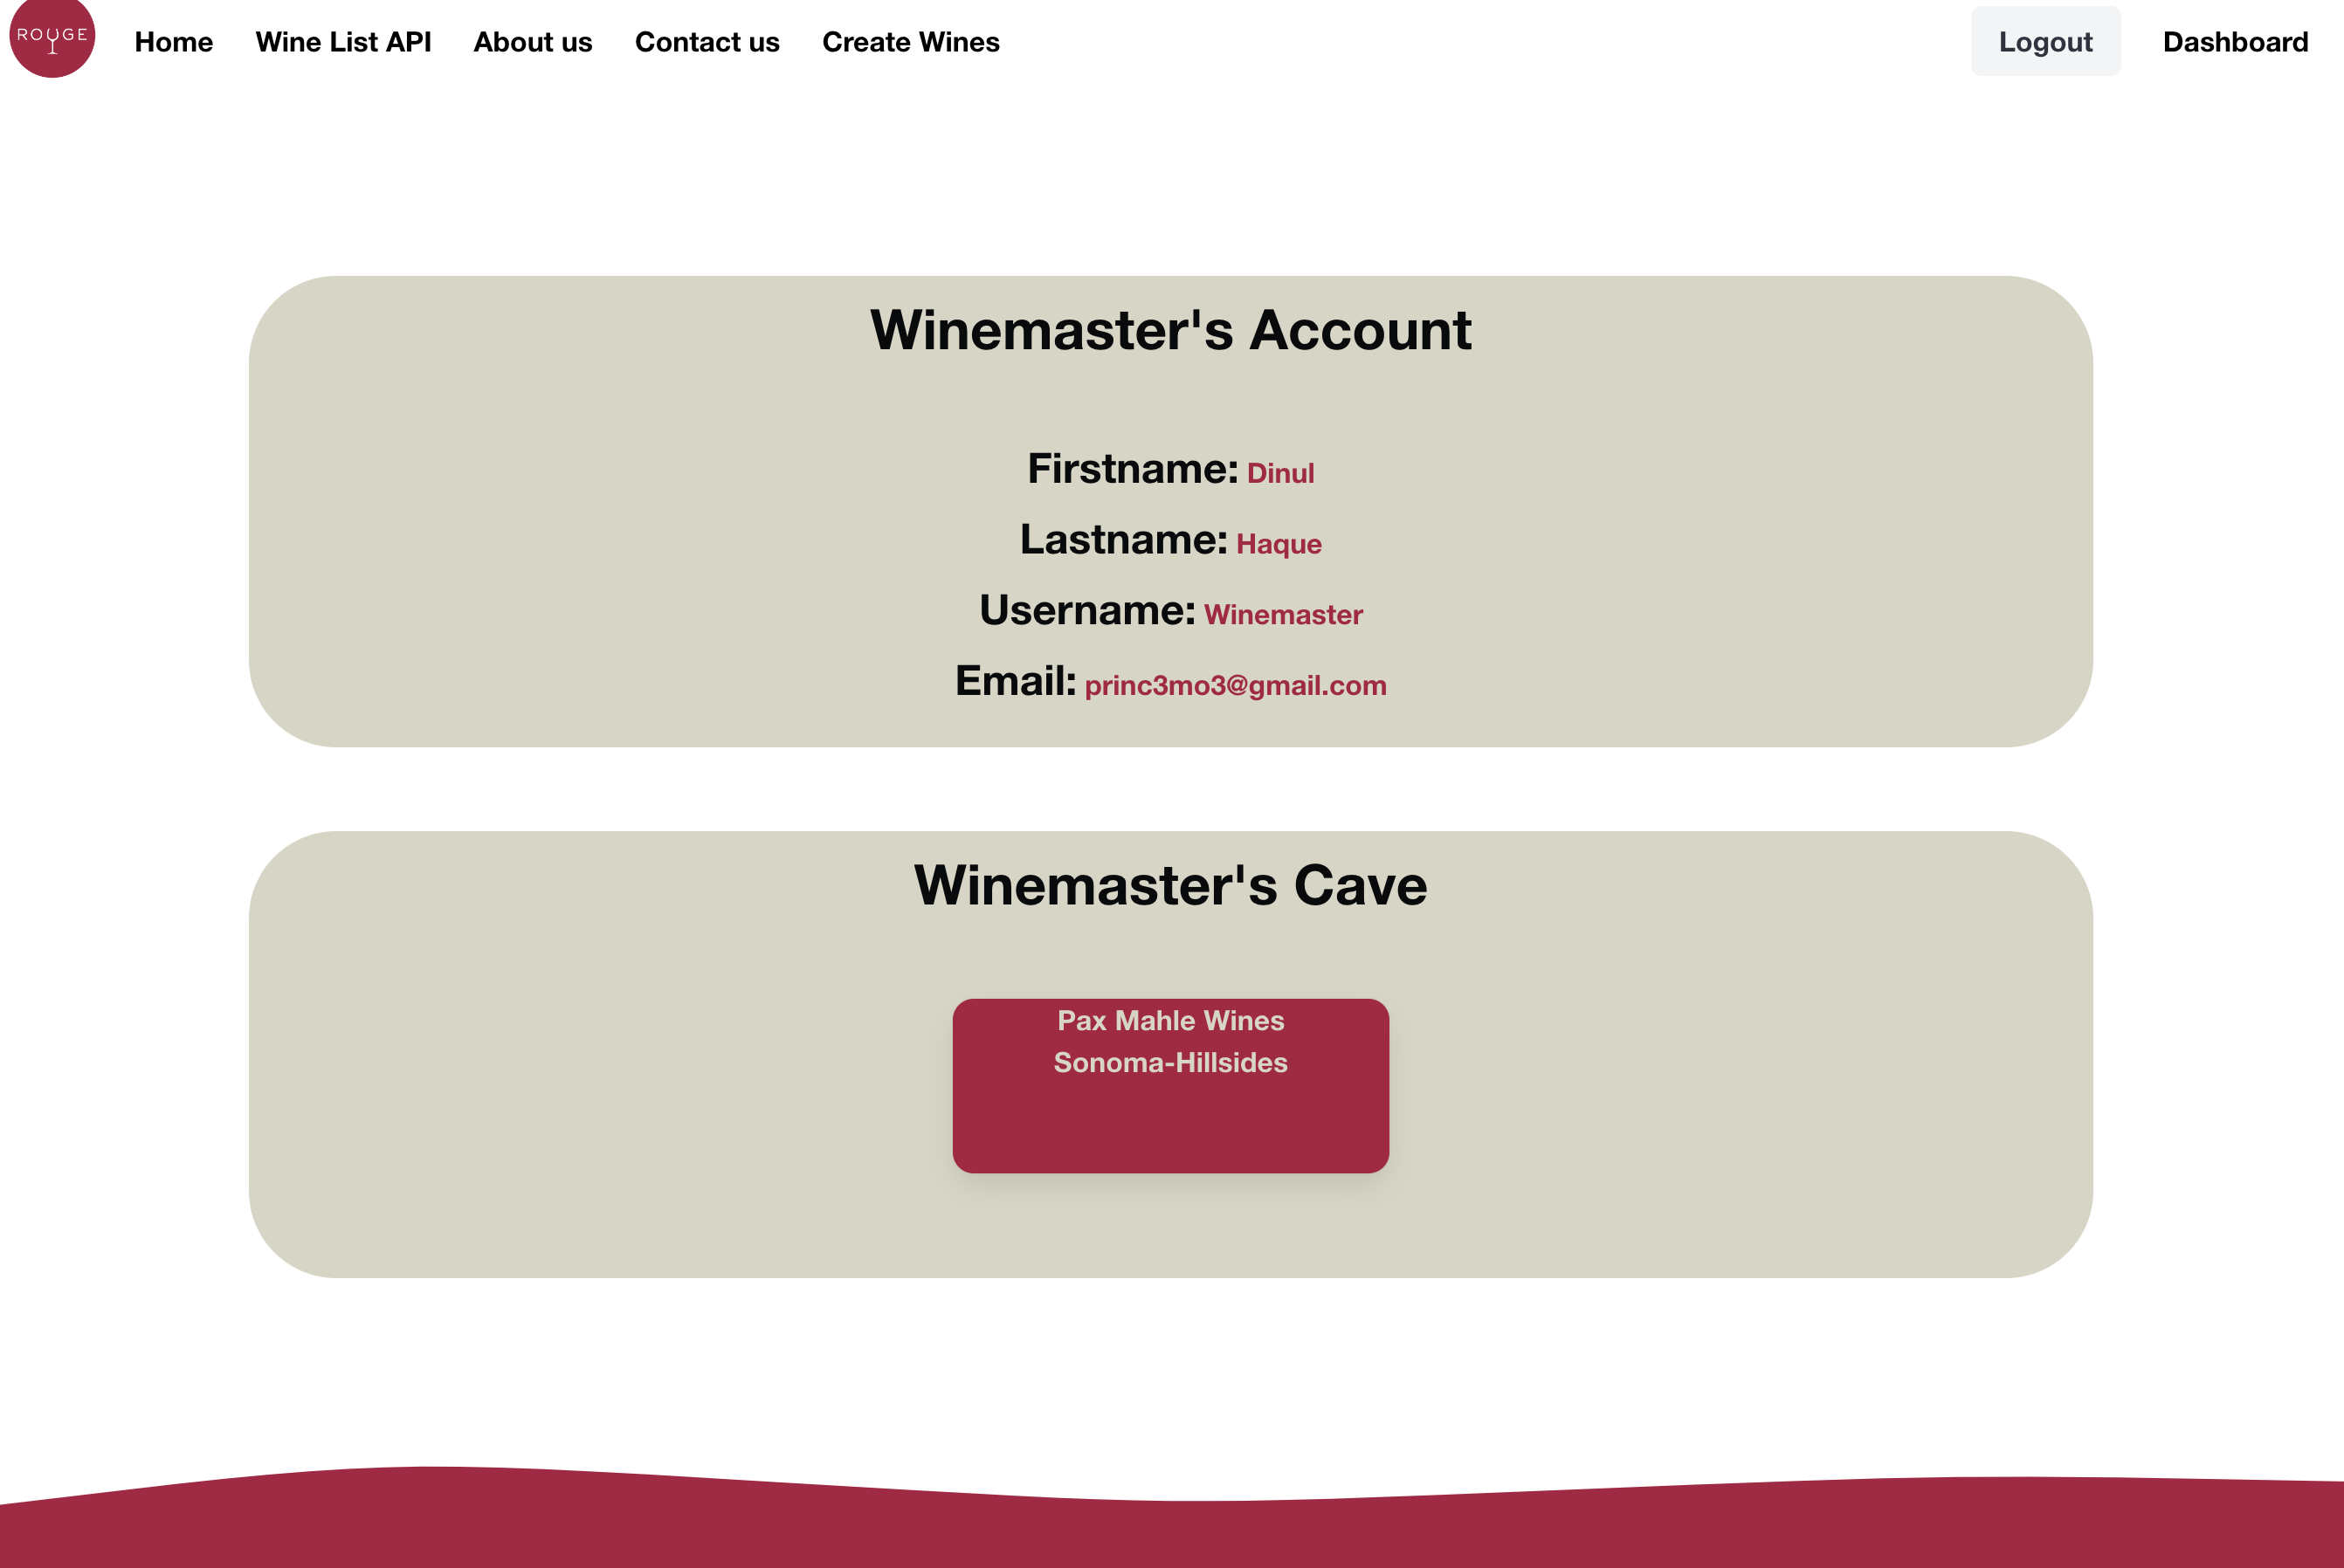 ROUGE
Home Wine List API About us Contact us Create Wines Logout Dashboard
Winemaster's Account
Firstname: Dinul
Lastname: Haque
Username: Winemaster
Email: princ3mo3@gmail.com
Winemaster's Cave
Pax Mahle Wines
Sonoma-Hillsides